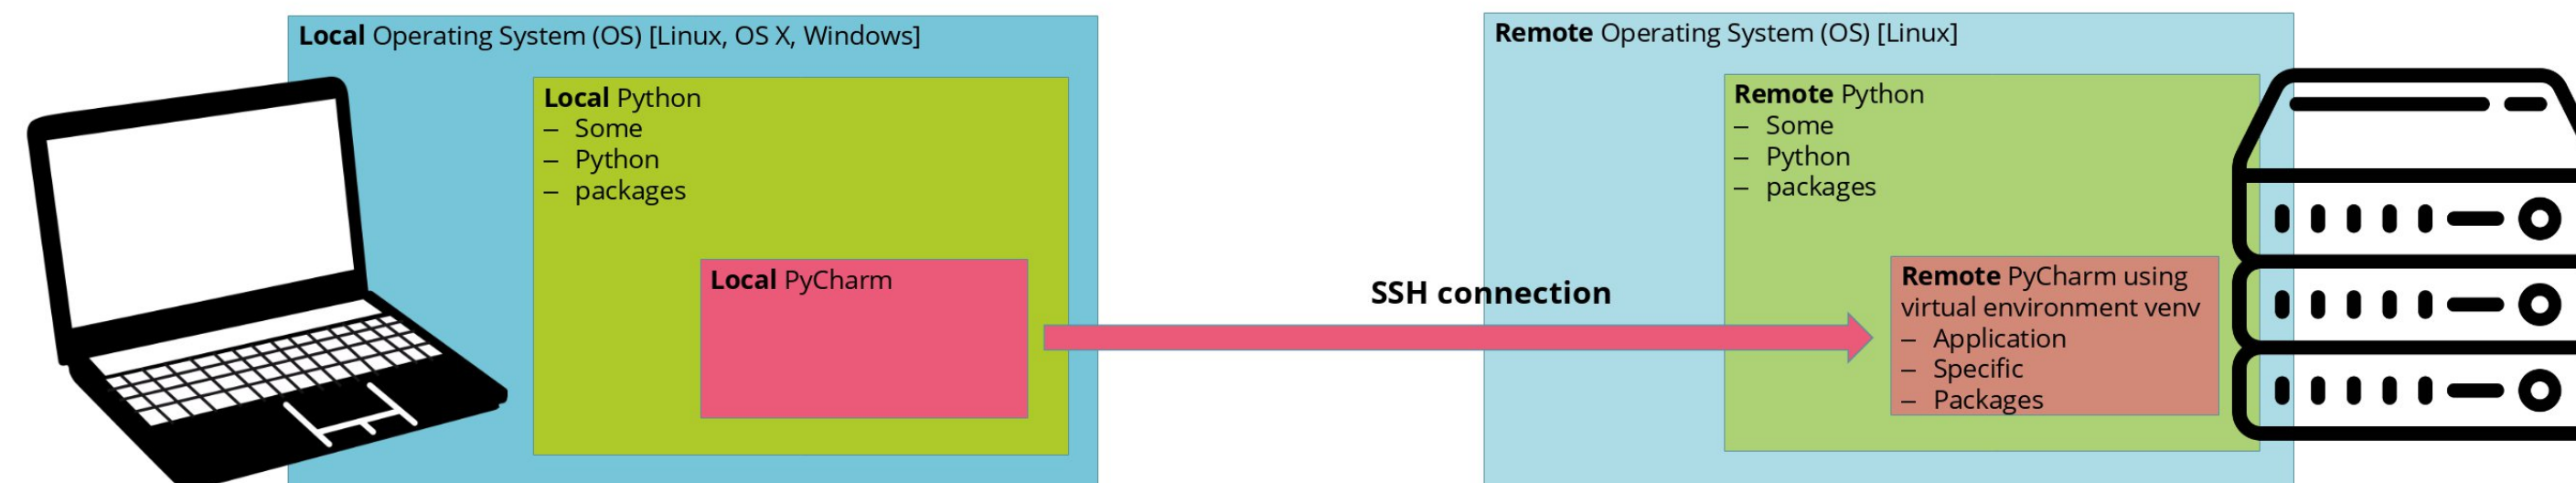 Local Operating System (OS) [Linux, OS X, Windows]
Local Python
– Some
– Python
– packages
Local PyCharm
SSH connection
Remote Operating System (OS) [Linux]
Remote Python
– Some
– Python
– packages
Remote PyCharm using
virtual environment venv
– Application
– Specific
– Packages